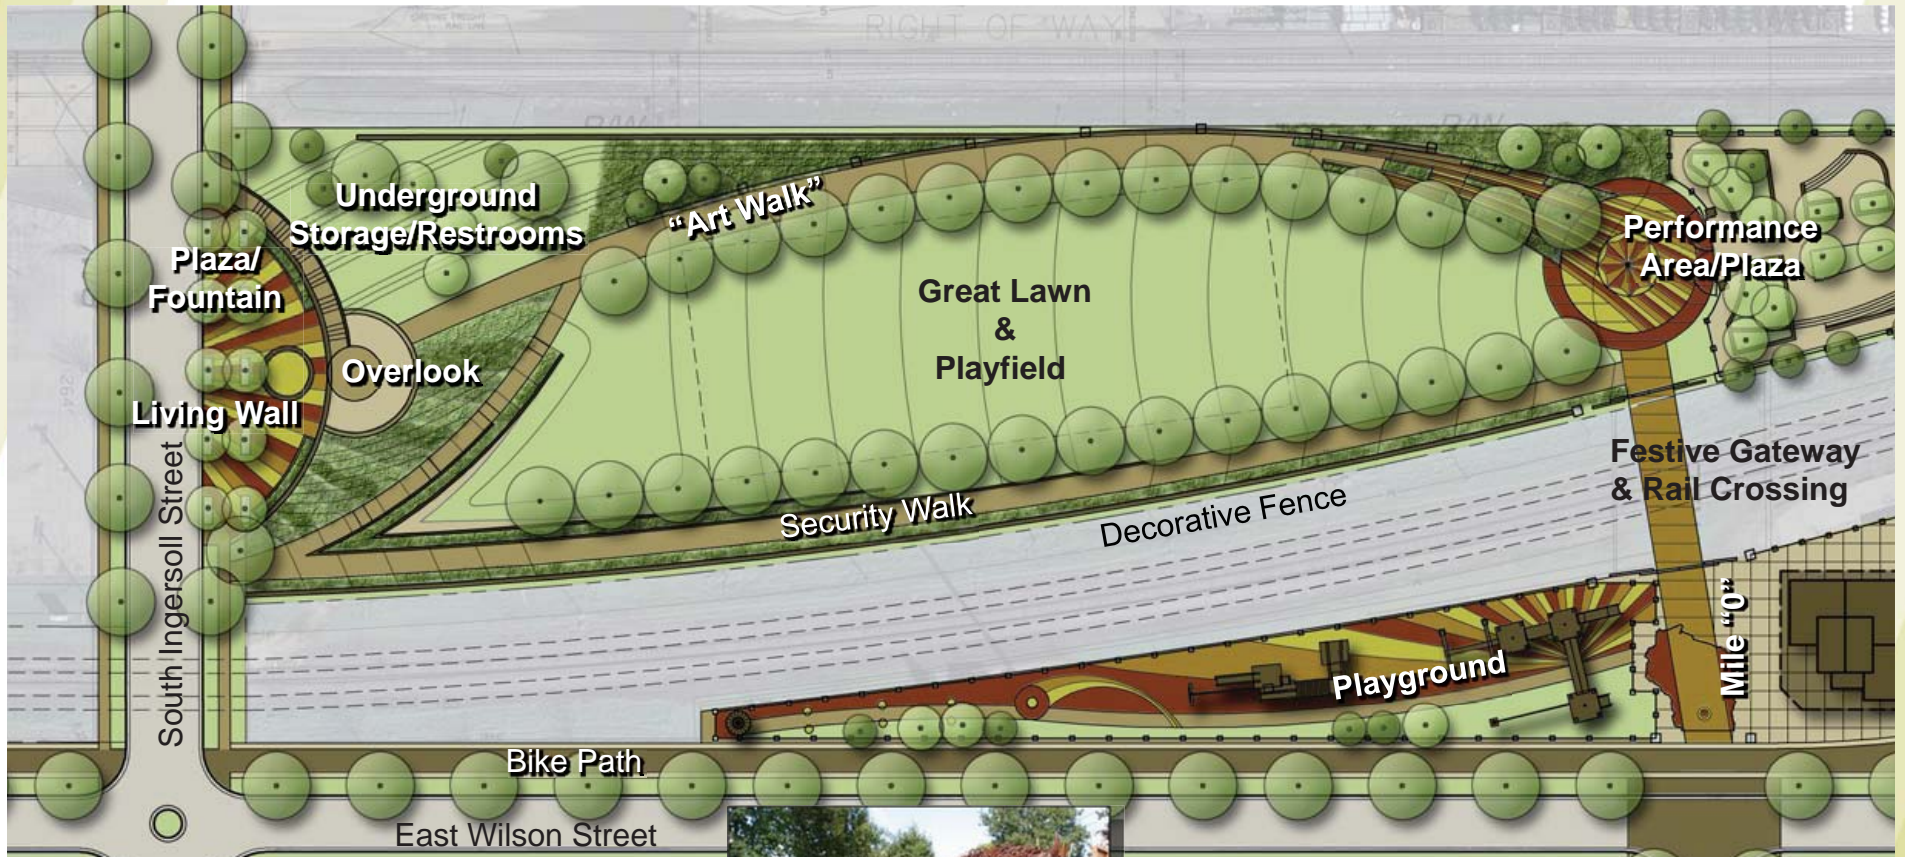 RIGHT OF WAY
R/W
R/W
Underground
Storage/Restrooms
"Art Walk"
Plaza/
Fountain
Great Lawn
&
Playfield
Performance
Area/Plaza
Overlook
Living Wall
South Ingersoll Street
Security Walk
Decorative Fence
Festive Gateway
& Rail Crossing
Mile "0"
Playground
Bike Path
East Wilson Street